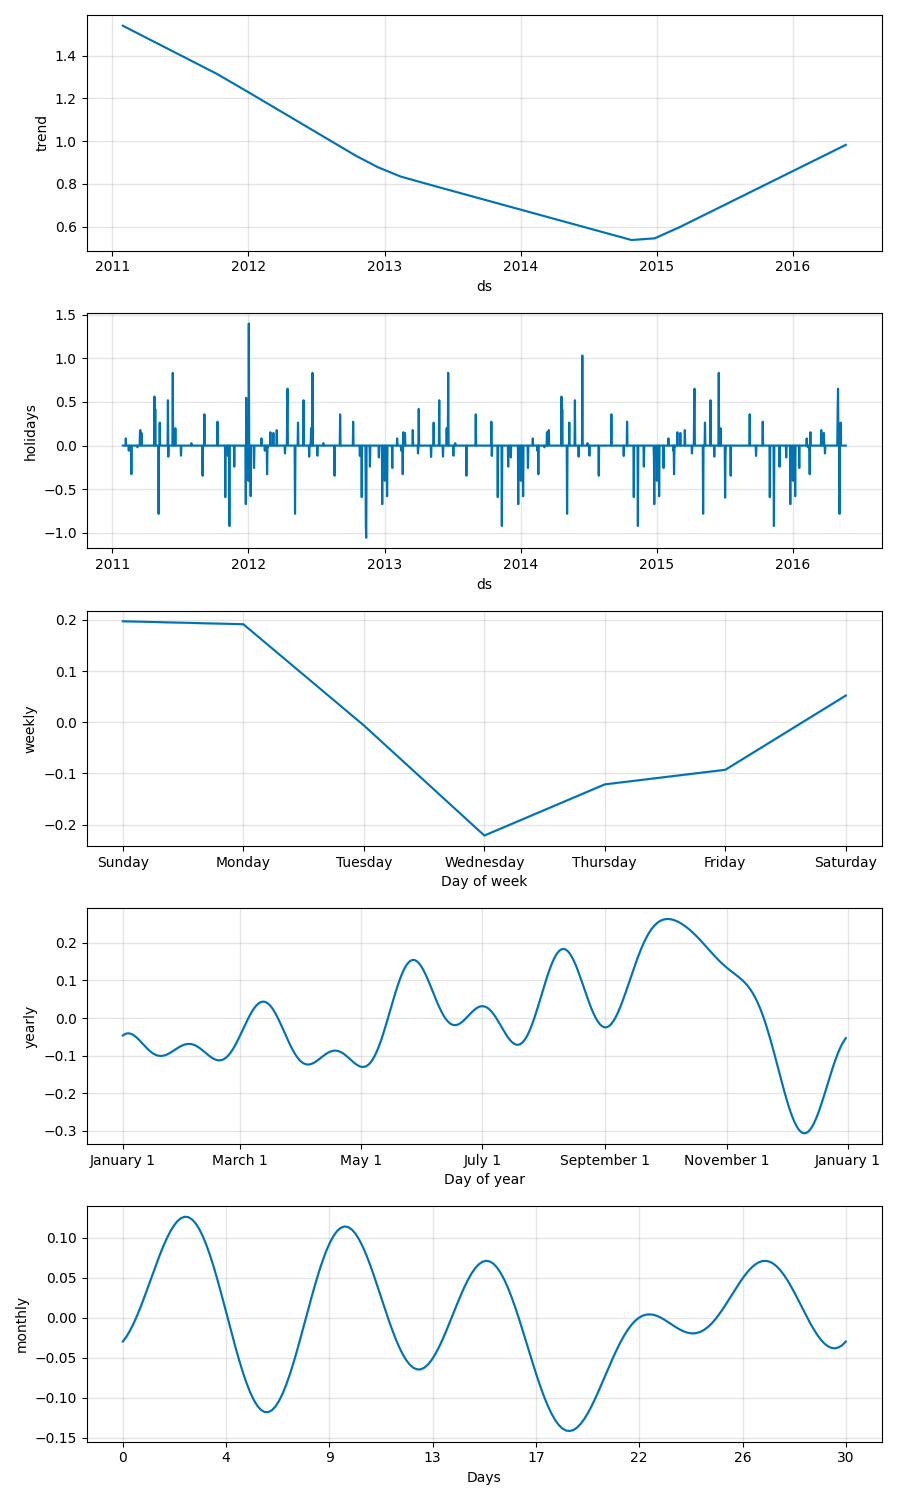 1.4
1.2
1.0
0.8
0.6
trend
2011 2012 2013 2014 2015 2016
ds
1.5
1.0
0.5
0.0
−0.5
−1.0
holidays
2011 2012 2013 2014 2015 2016
ds
0.2
0.1
0.0
−0.1
−0.2
weekly
Sunday Monday Tuesday Wednesday Thursday Friday Saturday
Day of week
0.2
0.1
0.0
−0.1
−0.2
−0.3
yearly
January 1 March 1 May 1 July 1 September 1 November 1 January 1
Day of year
0.10
0.05
0.00
−0.05
−0.10
−0.15
monthly
0 4 9 13 17 22 26 30
Days